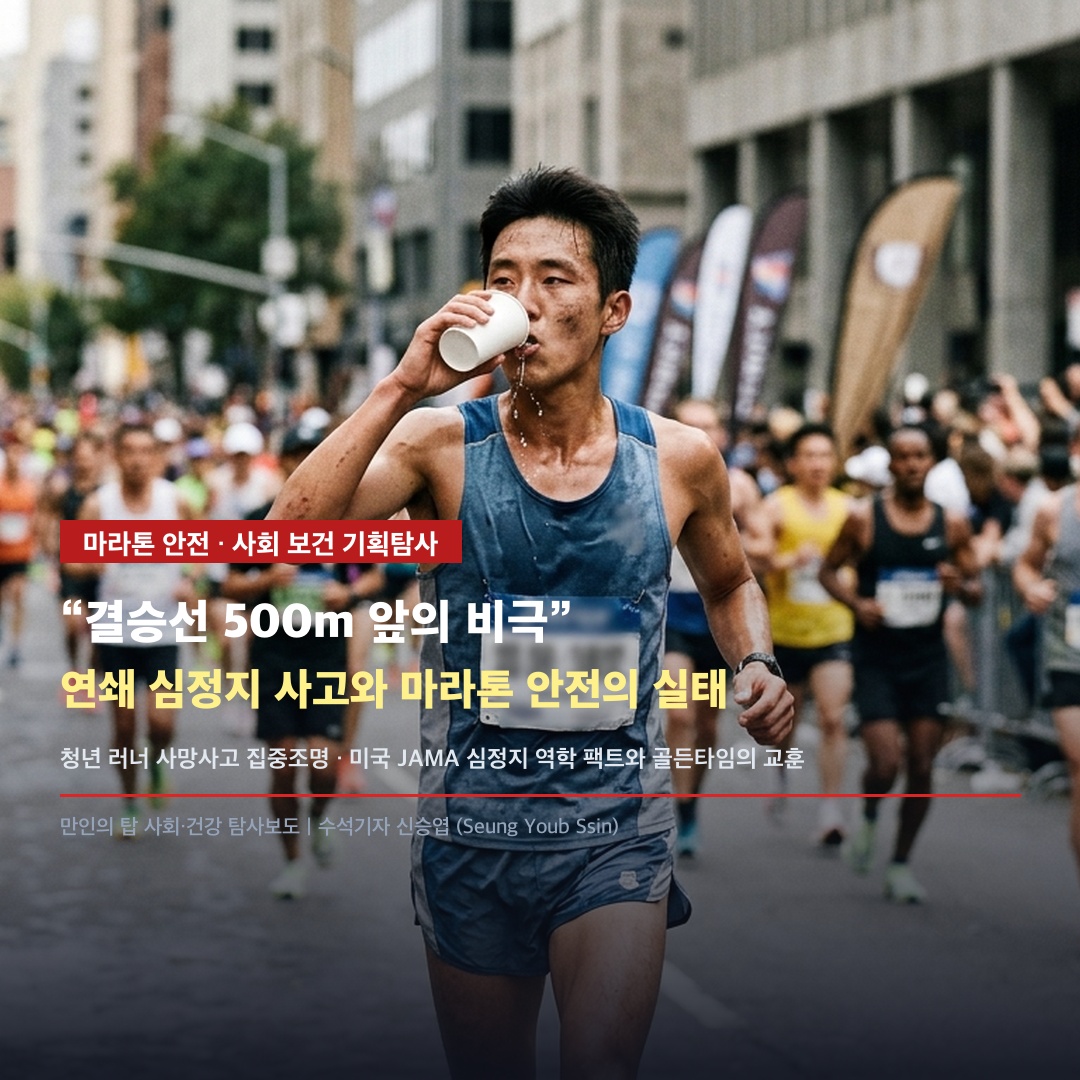 마라톤 안전 · 사회 보건 기획탐사
“결승선 500m 앞의 비극”
연쇄 심정지 사고와 마라톤 안전의 실태
청년 러너 사망사고 집중조명 · 미국 JAMA 심정지 역학 팩트와 골든타임의 교훈
만인의 탑 사회·건강 탐사보도 | 수석기자 신승엽 (Seung Youb Ssin)